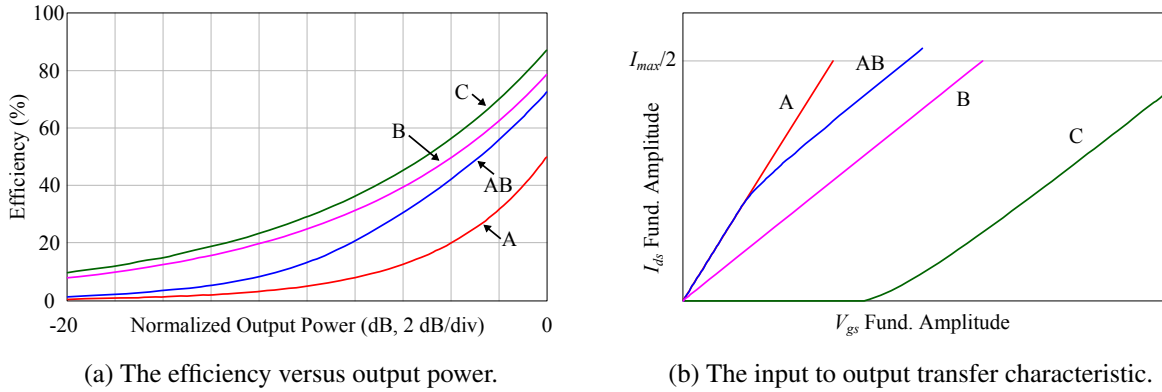 100
80
60
40
20
0
Efficiency (%)
C
B
AB
A
-20
Normalized Output Power (dB, 2 dB/div)
0
(a) The efficiency versus output power.
I_max/2
I_ds Fund. Amplitude
A
AB
B
C
V_gs Fund. Amplitude
(b) The input to output transfer characteristic.